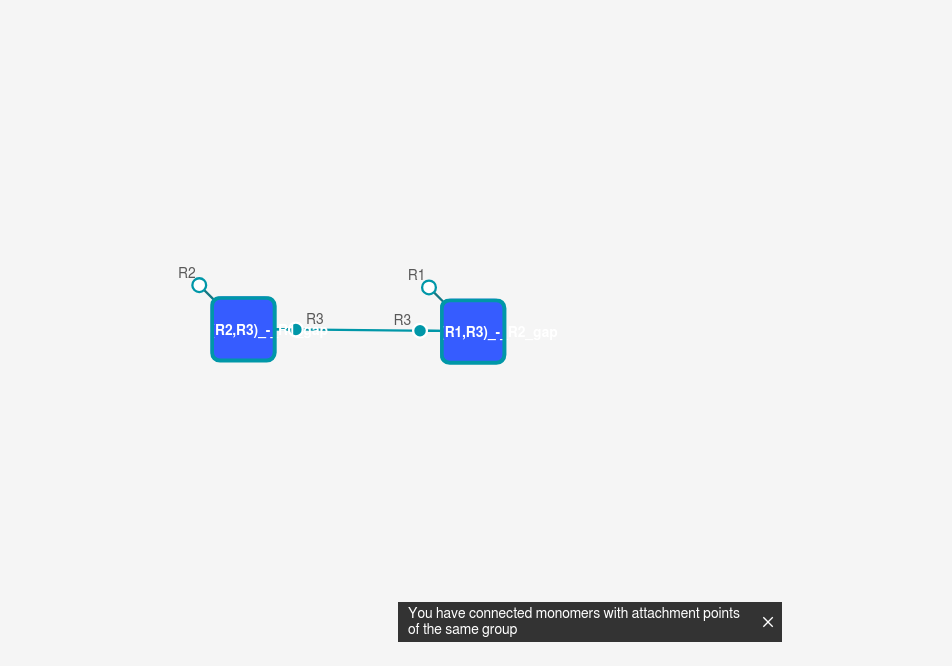 R2
R1
R3
R3
R2,R3)_-_R1_gap
R1,R3)_-_R2_gap
You have connected monomers with attachment points
of the same group